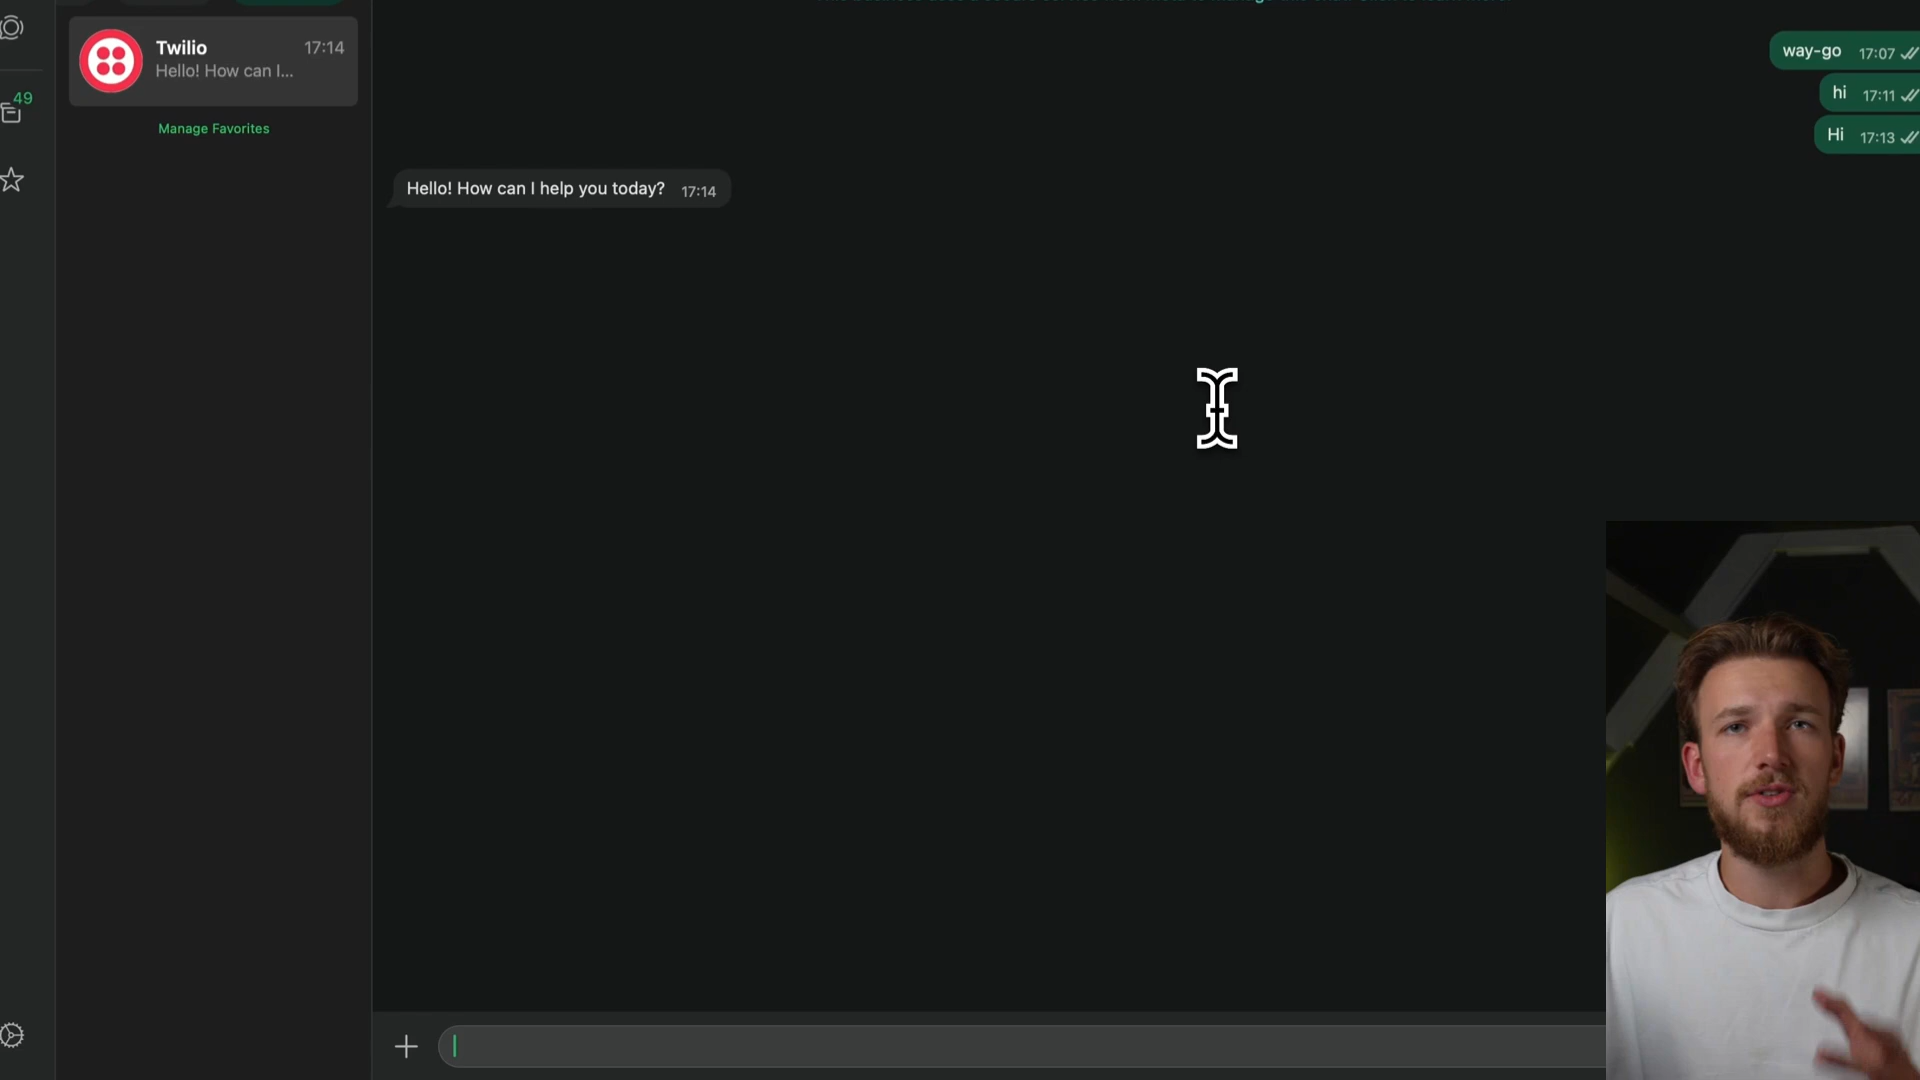 Twilio 17:14
Hello! How can I...
49
Manage Favorites
way-go 17:07
hi 17:11
Hi 17:13
Hello! How can I help you today? 17:14